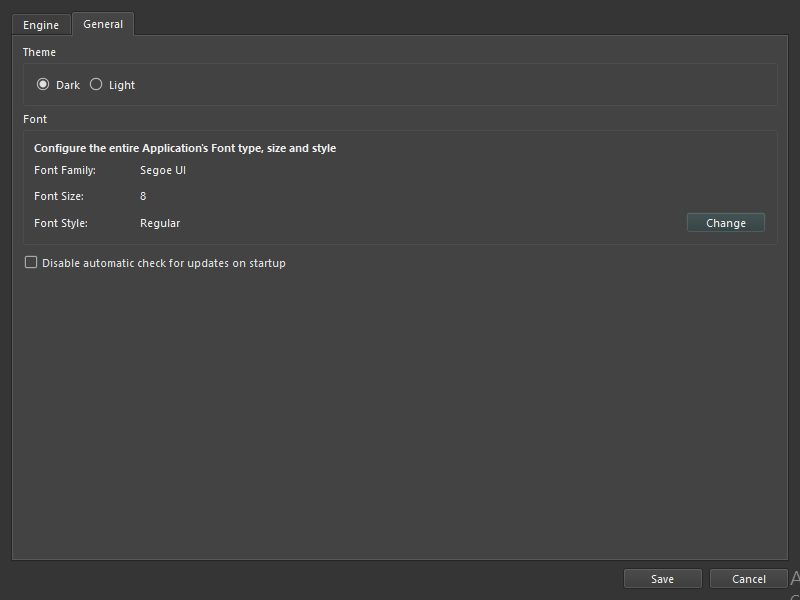 Engine General
Theme
Dark Light
Font
Configure the entire Application's Font type, size and style
Font Family: Segoe UI
Font Size: 8
Font Style: Regular
Change
Disable automatic check for updates on startup
Save Cancel